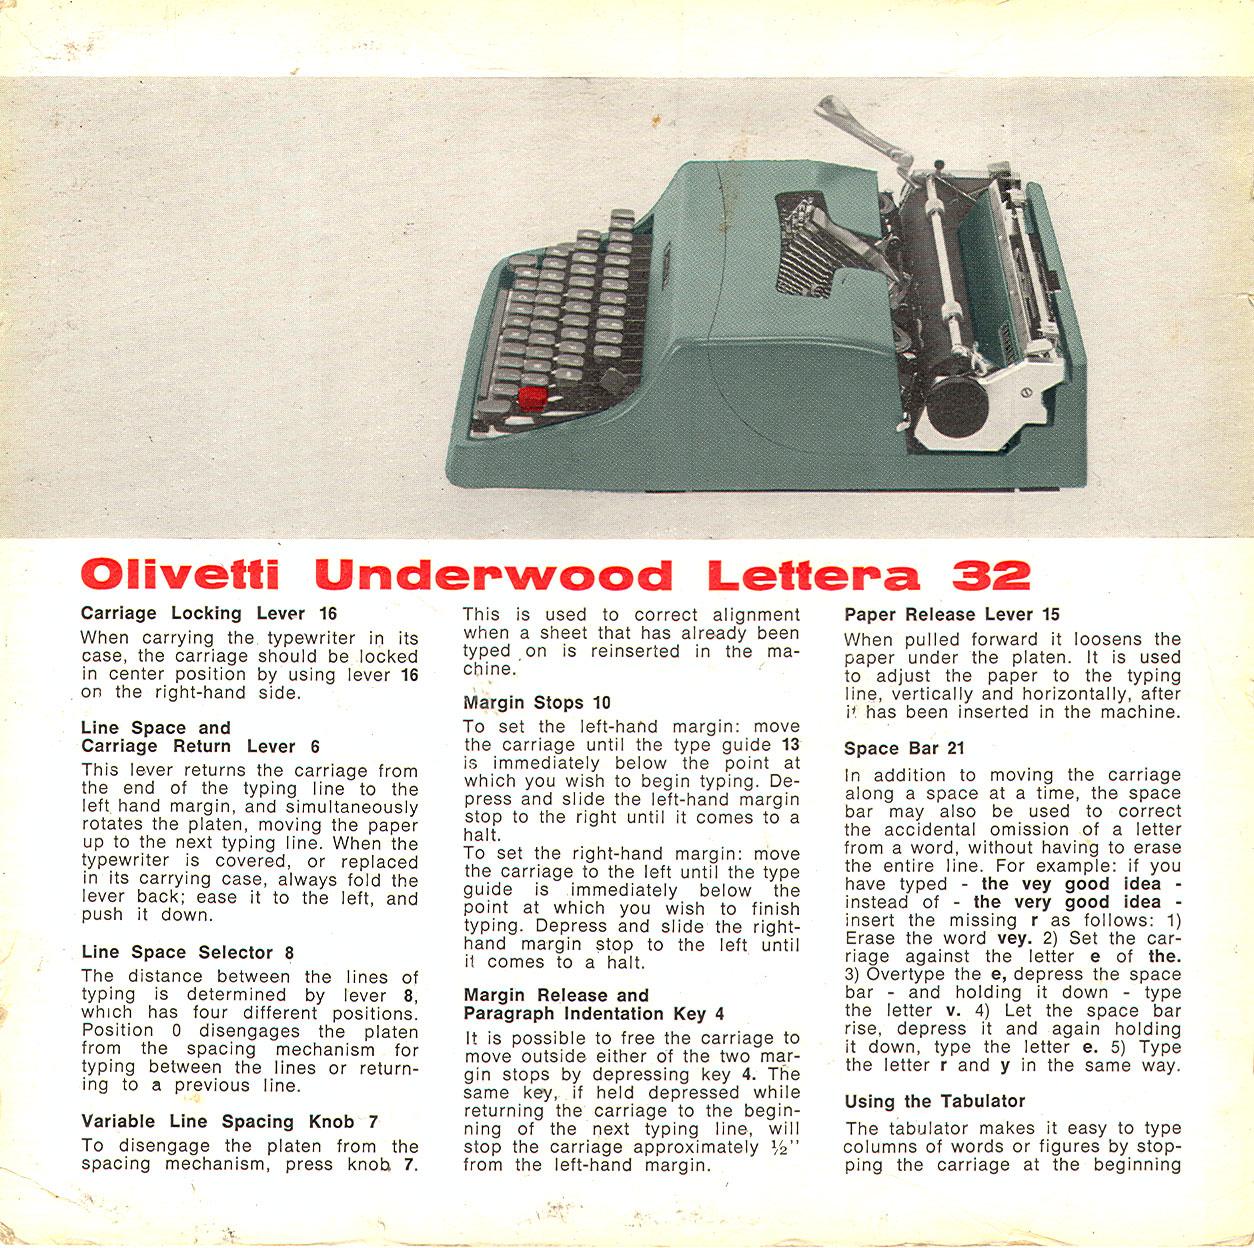 Olivetti Underwood Lettera 32
Carriage Locking Lever 16
When carrying the typewriter in its
case, the carriage should be locked
in center position by using lever 16
on the right-hand side.
Line Space and
Carriage Return Lever 6
This lever returns the carriage from
the end of the typing line to the
left hand margin, and simultaneously
rotates the platen, moving the paper
up to the next typing line. When the
typewriter is covered, or replaced
in its carrying case, always fold the
lever back; ease it to the left, and
push it down.
Line Space Selector 8
The distance between the lines of
typing is determined by lever 8,
which has four different positions.
Position 0 disengages the platen
from the spacing mechanism for
typing between the lines or return-
ing to a previous line.
Variable Line Spacing Knob 7
To disengage the platen from the
spacing mechanism, press knob 7.
This is used to correct alignment
when a sheet that has already been
typed on is reinserted in the ma-
chine.
Margin Stops 10
To set the left-hand margin: move
the carriage until the type guide 13
is immediately below the point at
which you wish to begin typing. De-
press and slide the left-hand margin
stop to the right until it comes to a
halt.
To set the right-hand margin: move
the carriage to the left until the type
guide is immediately below the
point at which you wish to finish
typing. Depress and slide the right-
hand margin stop to the left until
it comes to a halt.
Margin Release and
Paragraph Indentation Key 4
It is possible to free the carriage to
move outside either of the two mar-
gin stops by depressing key 4. The
same key, if held depressed while
returning the carriage to the begin-
ning of the next typing line, will
stop the carriage approximately ½"
from the left-hand margin.
Paper Release Lever 15
When pulled forward it loosens the
paper under the platen. It is used
to adjust the paper to the typing
line, vertically and horizontally, after
it has been inserted in the machine.
Space Bar 21
In addition to moving the carriage
along a space at a time, the space
bar may also be used to correct
the accidental omission of a letter
from a word, without having to erase
the entire line. For example: if you
have typed - the vey good idea -
instead of - the very good idea -
insert the missing r as follows: 1)
Erase the word vey. 2) Set the car-
riage against the letter e of the.
3) Overtype the e, depress the space
bar - and holding it down - type
the letter v. 4) Let the space bar
rise, depress it and again holding
it down, type the letter e. 5) Type
the letter r and y in the same way.
Using the Tabulator
The tabulator makes it easy to type
columns of words or figures by stop-
ping the carriage at the beginning